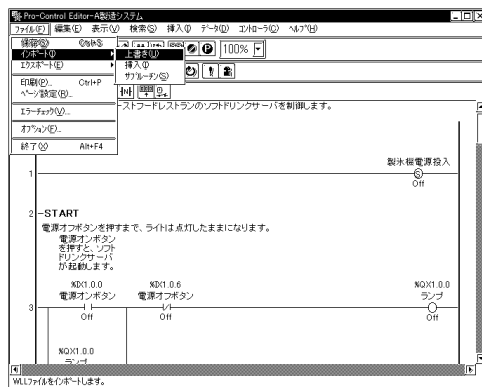 Pro-Control Editor-A製造システム
ファイル(F) 編集(E) 表示(V) 検索(S) 挿入(I) データ(D) コントローラ(C) ヘルプ(H)
保存(S) Ctrl+S
インポート(I) 上書き(U)
エクスポート(E) 挿入(I)
サブルーチン(S)
100%
印刷(P)... Ctrl+P
ページ設定(R)...
エラーチェック(V)...
オプション(E)...
終了(X) Alt+F4
ーストフードレストランのソフトドリンクサーバを制御します。
製氷機電源投入
1
S
Off
2 -START
電源オフボタンを押すまで、ライトは点灯したままになります。
電源オンボタン
を押すと、ソフト
ドリンクサーバ
が起動します。
%IX1.0.0 %IX1.0.6 %QX1.0.0
電源オンボタン 電源オフボタン ランプ
3
Off Off Off
%QX1.0.0
ランプ
WLLファイルをインポートします。